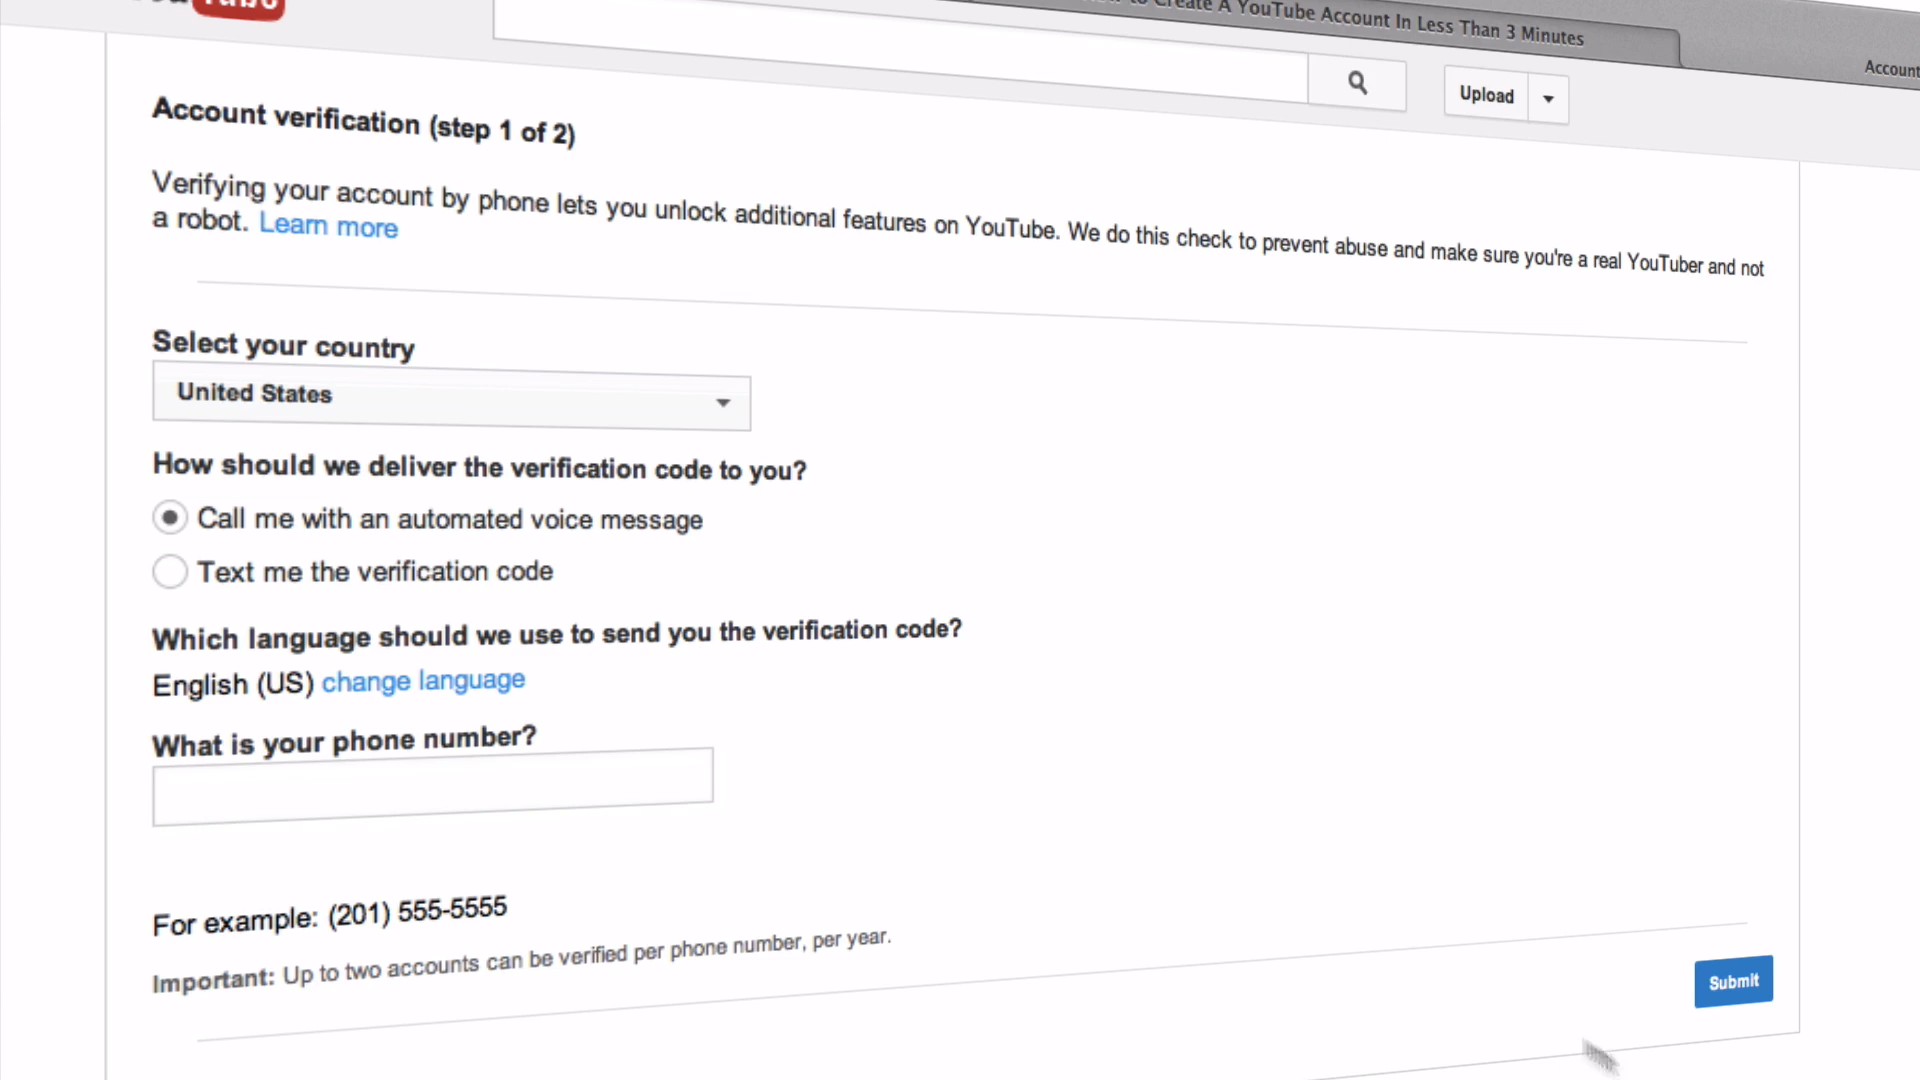 Create A YouTube Account In Less Than 3 Minutes
Account
Upload
Account verification (step 1 of 2)
Verifying your account by phone lets you unlock additional features on YouTube. We do this check to prevent abuse and make sure you're a real YouTuber and not
a robot. Learn more
Select your country
United States
How should we deliver the verification code to you?
Call me with an automated voice message
Text me the verification code
Which language should we use to send you the verification code?
English (US) change language
What is your phone number?
For example: (201) 555-5555
Important: Up to two accounts can be verified per phone number, per year.
Submit